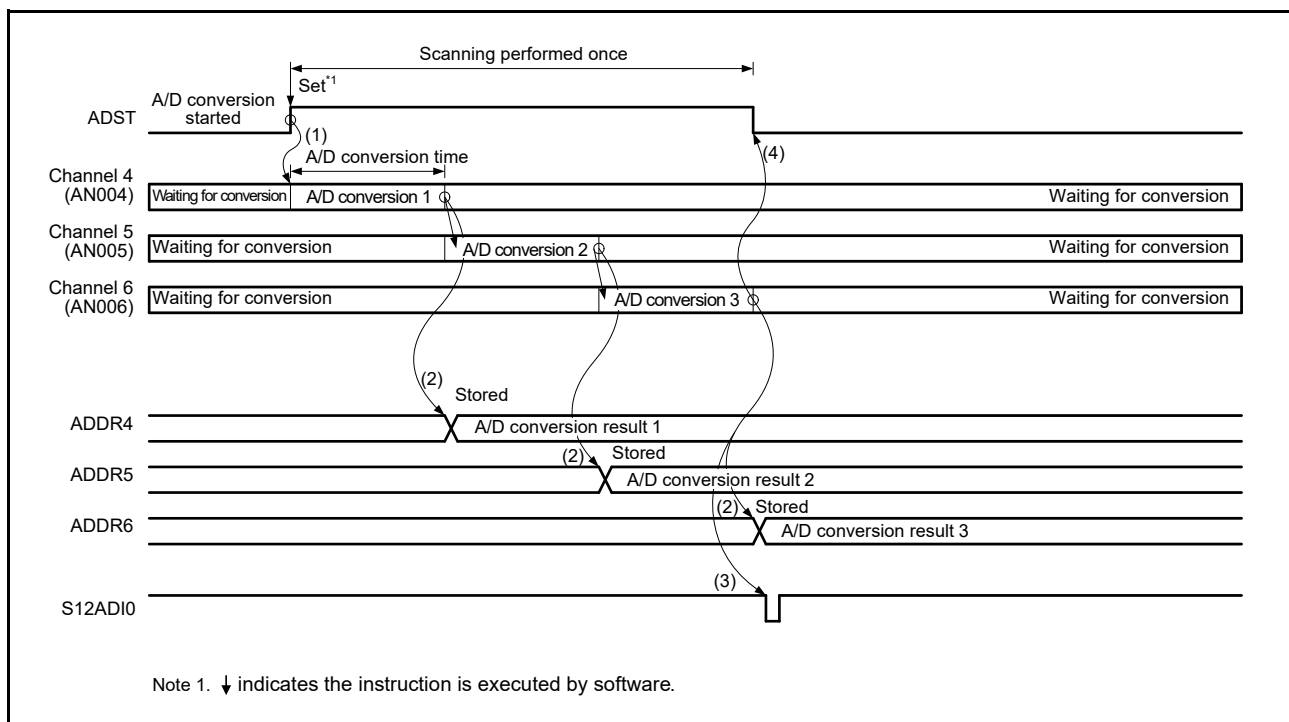 Scanning performed once
Set*1
A/D conversion
started
ADST
(1)
(4)
A/D conversion time
Channel 4
(AN004)
Waiting for conversion
A/D conversion 1
Waiting for conversion
Channel 5
(AN005)
Waiting for conversion
A/D conversion 2
Waiting for conversion
Channel 6
(AN006)
Waiting for conversion
A/D conversion 3
Waiting for conversion
(2)
Stored
ADDR4
A/D conversion result 1
(2)
Stored
ADDR5
A/D conversion result 2
(2)
Stored
ADDR6
A/D conversion result 3
(3)
S12ADI0
Note 1. ↓ indicates the instruction is executed by software.